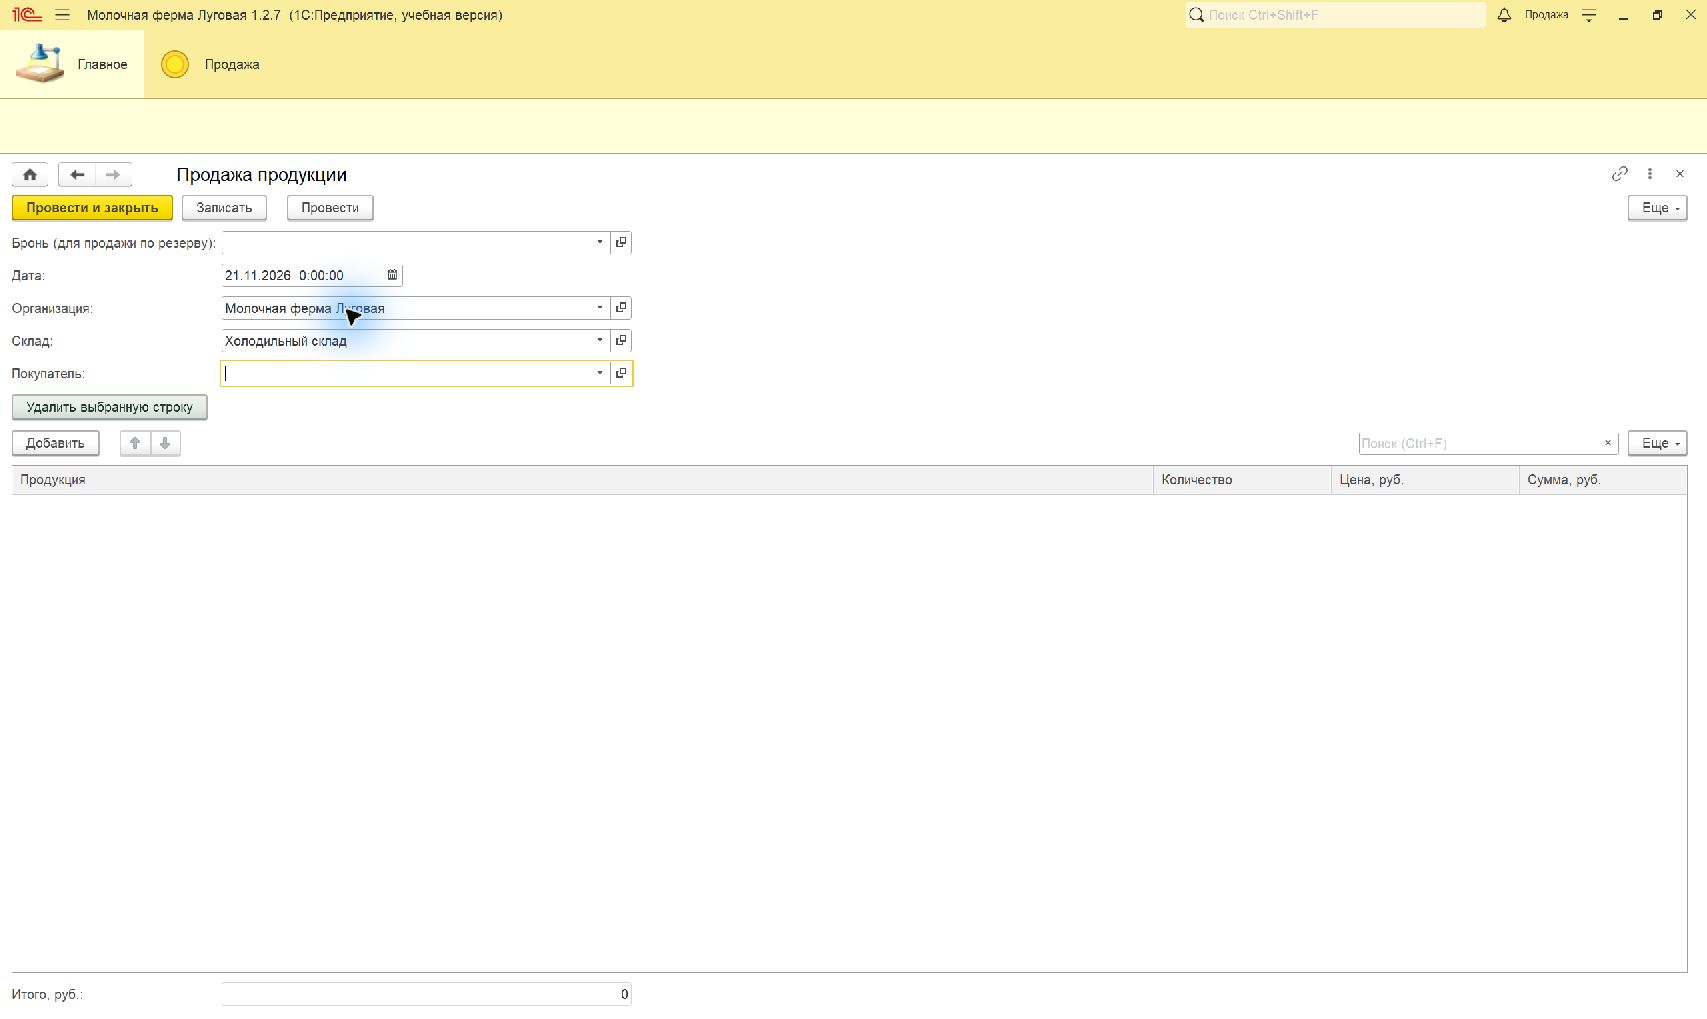 1С Молочная ферма Луговая 1.2.7 (1С:Предприятие, учебная версия) Поиск Ctrl+Shift+F Продажа
Главное Продажа
Продажа продукции
Провести и закрыть Записать Провести Еще
Бронь (для продажи по резерву):
Дата: 21.11.2026 0:00:00
Организация: Молочная ферма Луговая
Склад: Холодильный склад
Покупатель:
Удалить выбранную строку
Добавить Поиск (Ctrl+F) × Еще
Продукция Количество Цена, руб. Сумма, руб.
Итого, руб.: 0